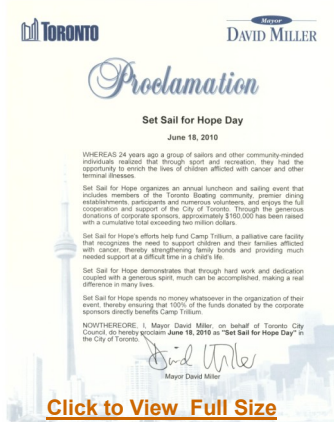 TORONTO
Mayor
DAVID MILLER
Proclamation
Set Sail for Hope Day
June 18, 2010
WHEREAS 24 years ago a group of sailors and other community-minded
individuals realized that through sport and recreation, they had the
opportunity to enrich the lives of children afflicted with cancer and other
terminal illnesses.
Set Sail for Hope organizes an annual luncheon and sailing event that
includes members of the Toronto Boating community, premier dining
establishments, participants and numerous volunteers, and enjoys the full
cooperation and support of the City of Toronto. Through the generous
donations of corporate sponsors, approximately $160,000 has been raised
with a cumulative total exceeding two million dollars.
Set Sail for Hope's efforts help fund Camp Trillium, a palliative care facility
that recognizes the need to support children and their families afflicted
with cancer, thereby strengthening family bonds and providing much
needed support at a difficult time in a child's life.
Set Sail for Hope demonstrates that through hard work and dedication
coupled with a generous spirit, much can be accomplished, making a real
difference in many lives.
Set Sail for Hope spends no money whatsoever in the organization of their
event, thereby ensuring that 100% of the funds donated by the corporate
sponsors directly benefits Camp Trillium.
NOWTHEREORE, I, Mayor David Miller, on behalf of Toronto City
Council, do hereby proclaim June 18, 2010 as "Set Sail for Hope Day" in
the City of Toronto.
David Miller
Mayor David Miller
Click to View Full Size